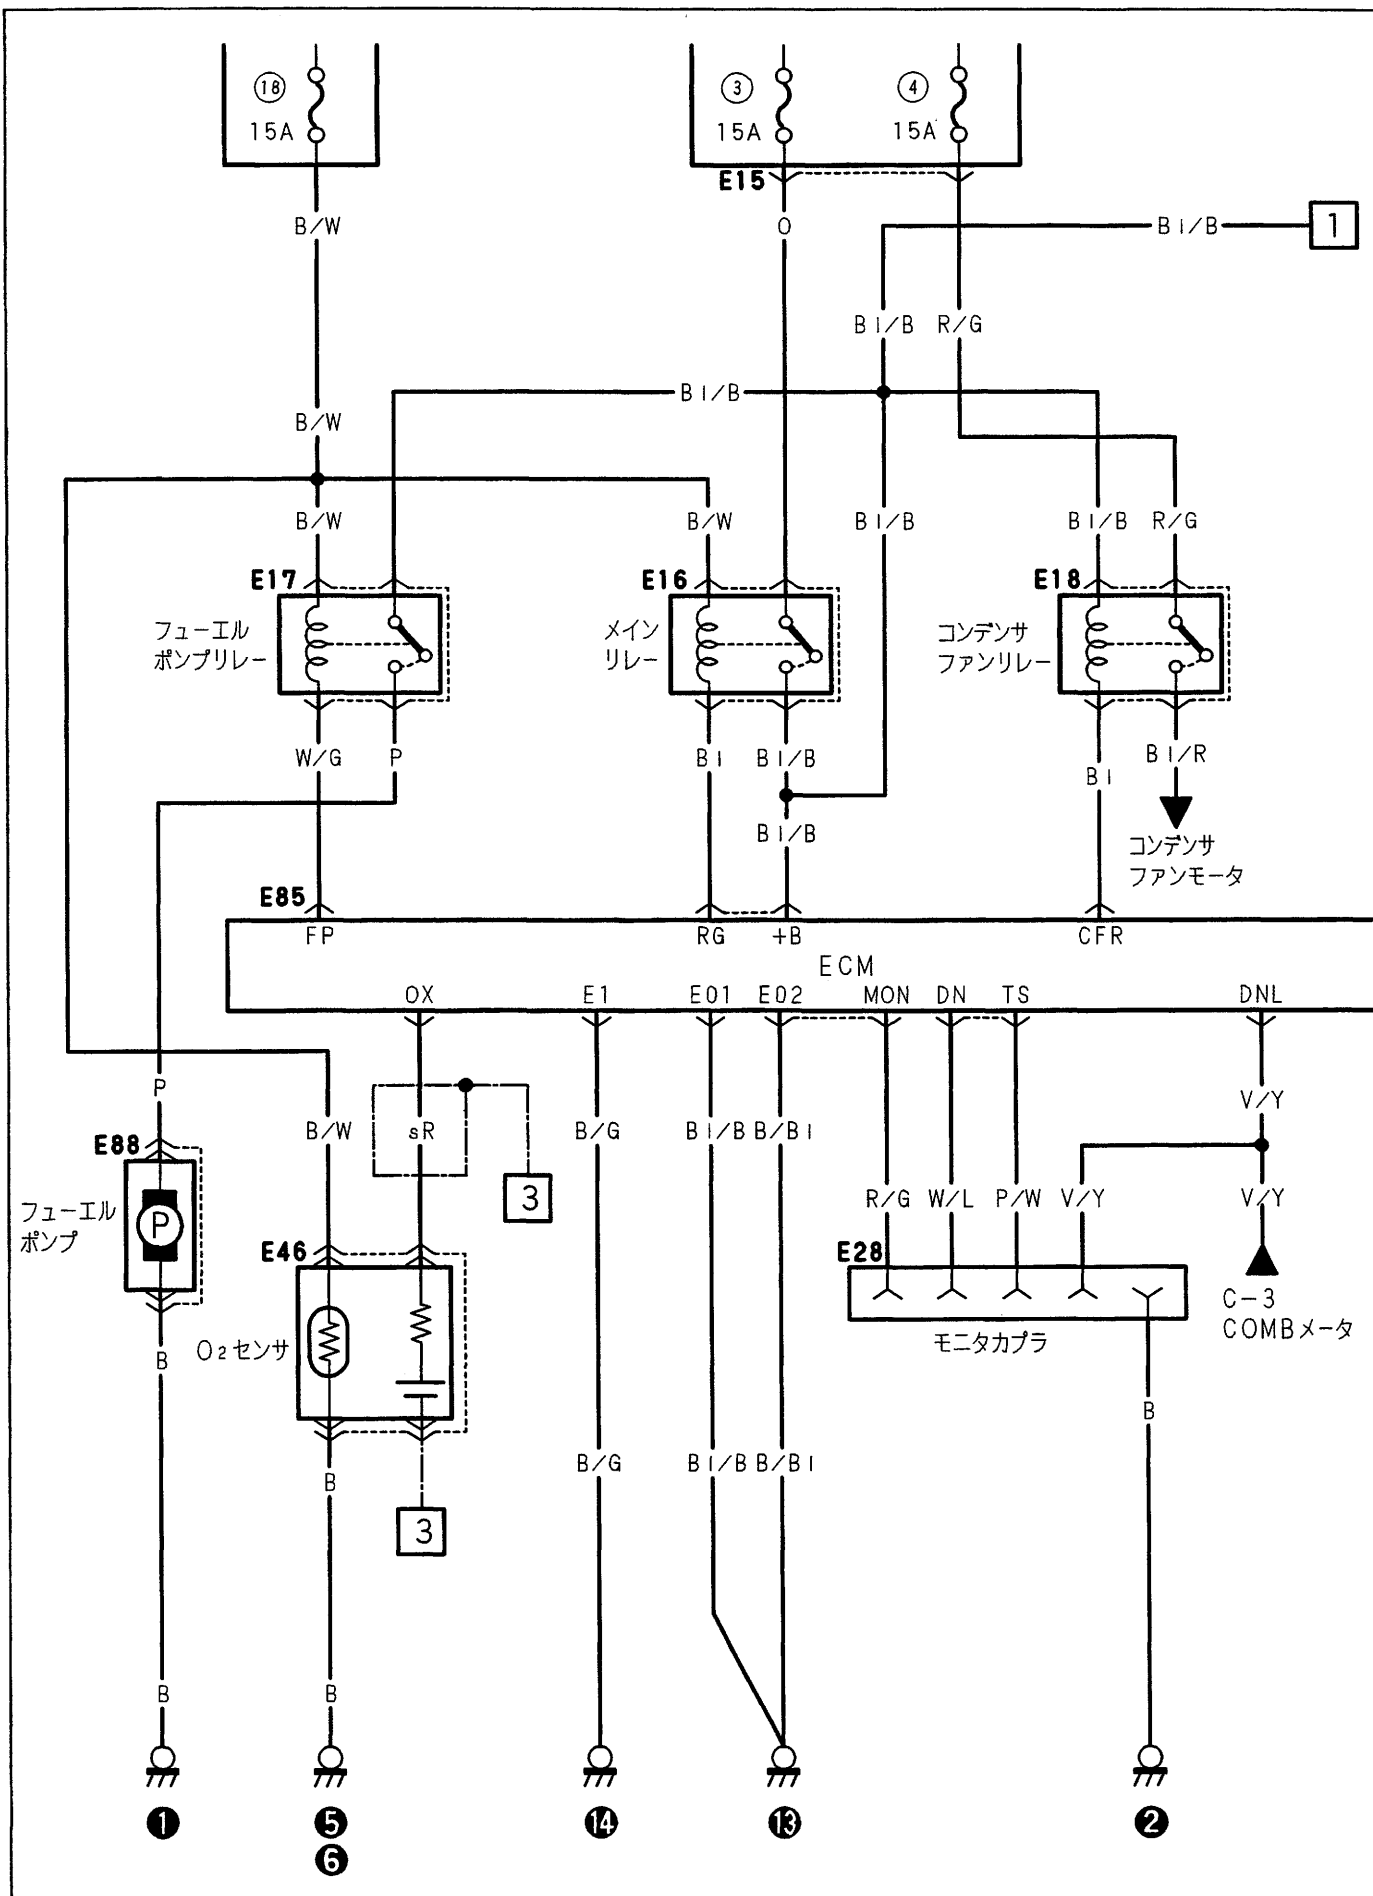 18
15A
3
15A
4
15A
E15
B/W
O
Bl/B
1
Bl/B
R/G
Bl/B
B/W
B/W
B/W
Bl/B
Bl/B
R/G
E17
E16
E18
フューエル
ポンプリレー
メイン
リレー
コンデンサ
ファンリレー
W/G
P
Bl
Bl/B
Bl
Bl/R
Bl/B
コンデンサ
ファンモータ
E85
FP
RG
+B
CFR
ECM
OX
E1
E01
E02
MON
DN
TS
DNL
P
V/Y
E88
B/W
sR
B/G
Bl/B
B/Bl
3
R/G
W/L
P/W
V/Y
V/Y
フューエル
ポンプ
P
E46
E28
C-3
COMBメータ
O2センサ
モニタカプラ
B
B
B
B/G
Bl/B
B/Bl
3
B
B
1
5
6
14
13
2